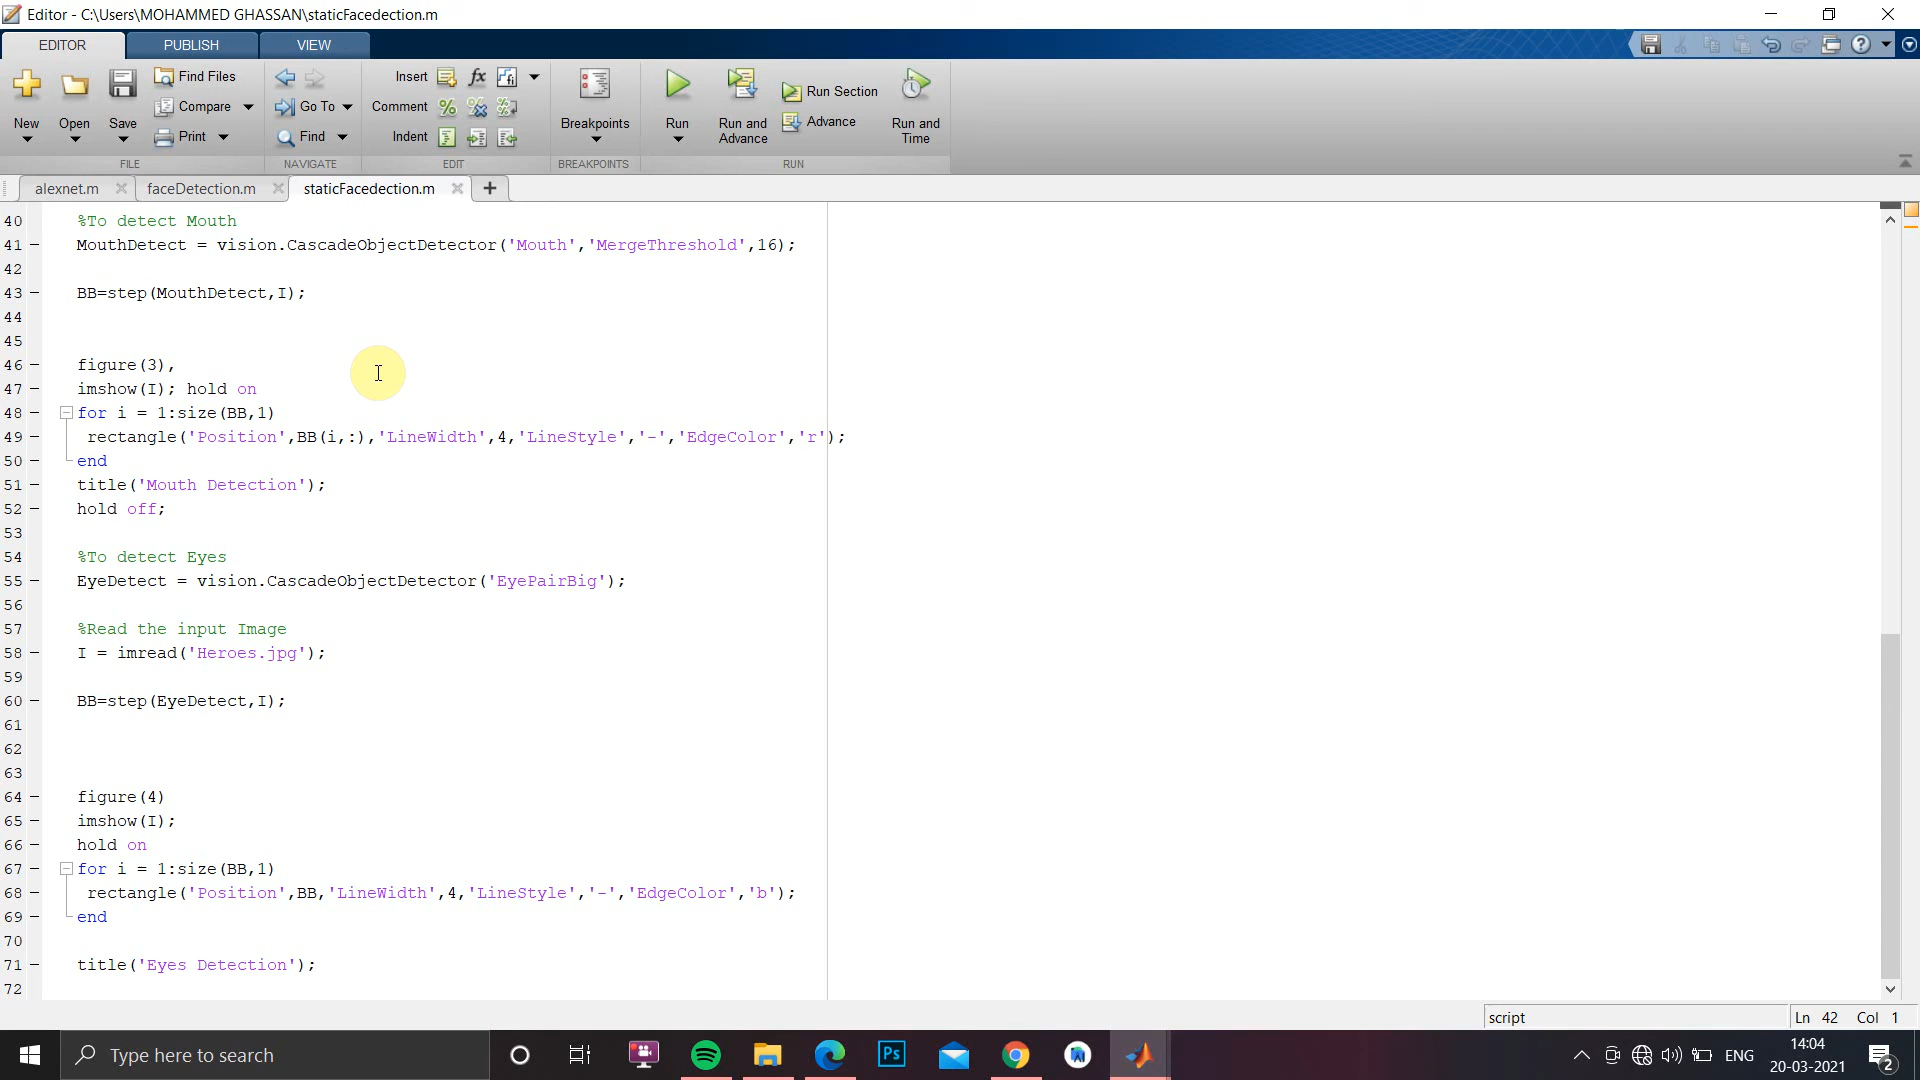 Editor - C:\Users\MOHAMMED GHASSAN\staticFacedection.m
EDITOR PUBLISH VIEW
New Open Save Find Files Compare Print
Go To Find
Insert Comment Indent
Breakpoints
Run Run and Advance Run Section Advance Run and Time
FILE NAVIGATE EDIT BREAKPOINTS RUN
alexnet.m faceDetection.m staticFacedection.m
40 %To detect Mouth
41 – MouthDetect = vision.CascadeObjectDetector('Mouth','MergeThreshold',16);
42
43 – BB=step(MouthDetect,I);
44
45
46 – figure(3),
47 – imshow(I); hold on
48 – for i = 1:size(BB,1)
49 – rectangle('Position',BB(i,:),'LineWidth',4,'LineStyle','-','EdgeColor','r');
50 – end
51 – title('Mouth Detection');
52 – hold off;
53
54 %To detect Eyes
55 – EyeDetect = vision.CascadeObjectDetector('EyePairBig');
56
57 %Read the input Image
58 – I = imread('Heroes.jpg');
59
60 – BB=step(EyeDetect,I);
61
62
63
64 – figure(4)
65 – imshow(I);
66 – hold on
67 – for i = 1:size(BB,1)
68 – rectangle('Position',BB,'LineWidth',4,'LineStyle','-','EdgeColor','b');
69 – end
70
71 – title('Eyes Detection');
72
script Ln 42 Col 1
Type here to search
Ps
ENG
14:04
20-03-2021
2